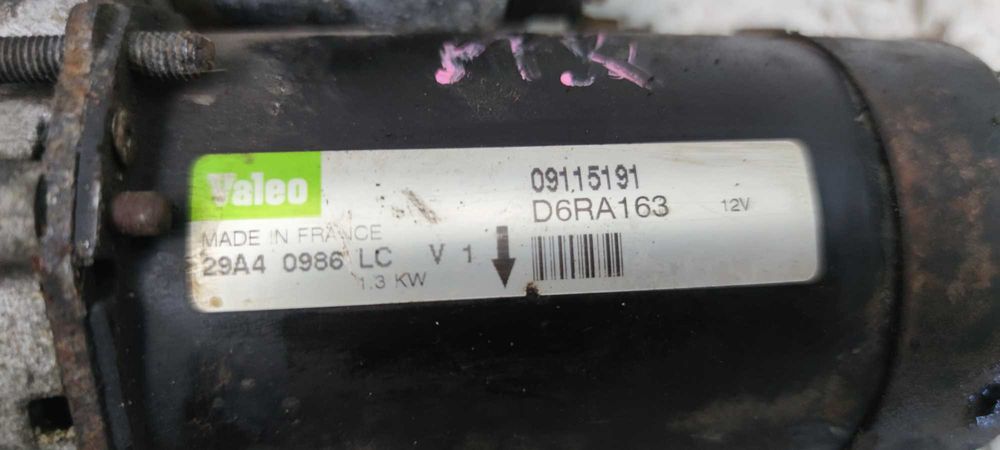 Valeo
09115191
D6RA163
12V
MADE IN FRANCE
29A4 0986 LC V 1
1.3 KW